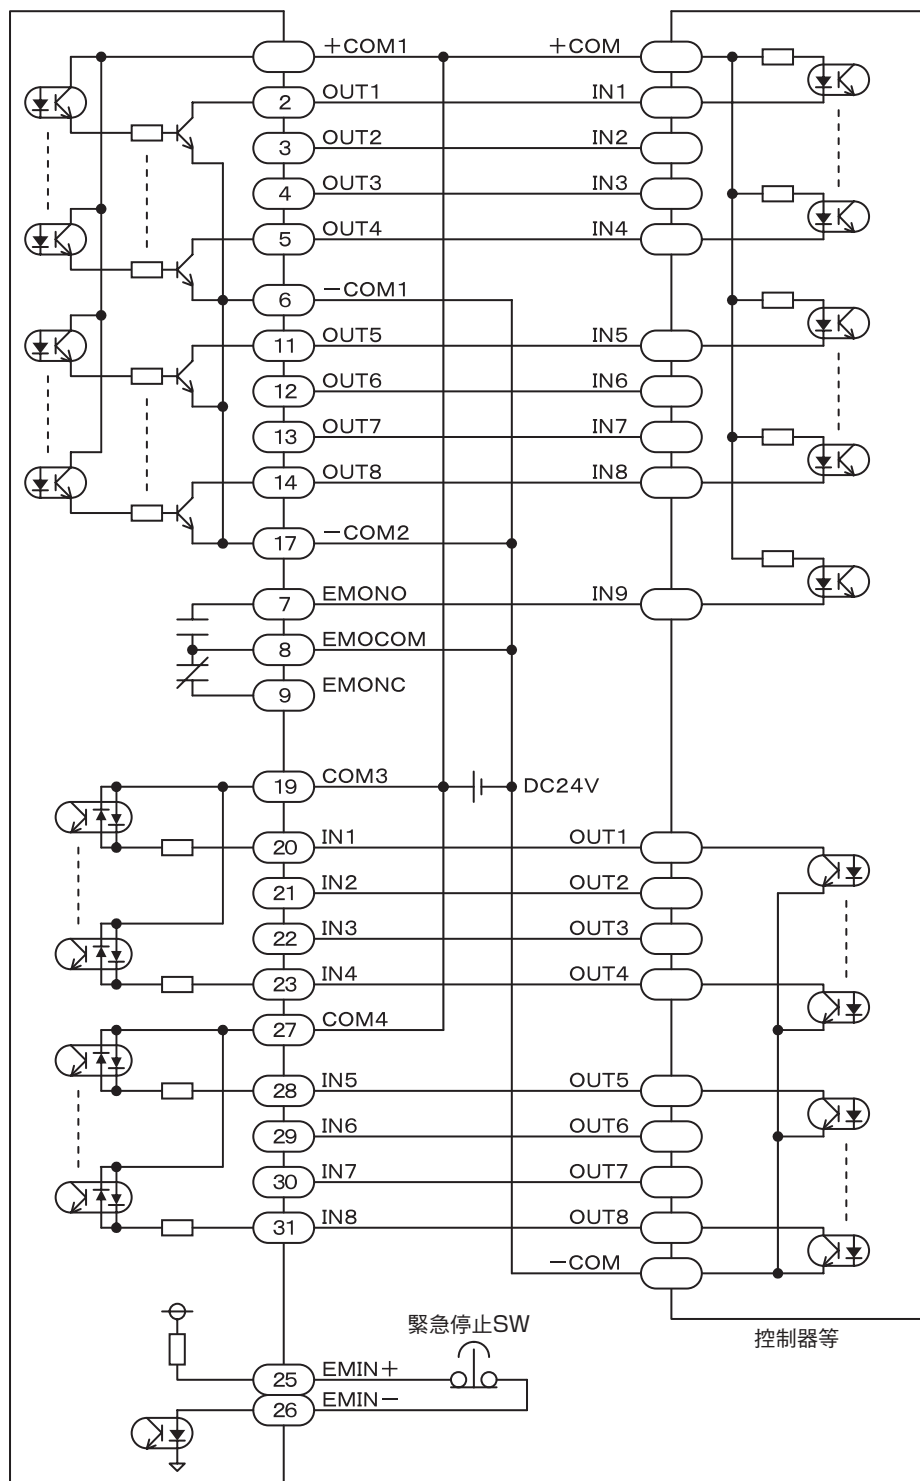 ＋COM1 ＋COM
2 OUT1 IN1
3 OUT2 IN2
4 OUT3 IN3
5 OUT4 IN4
6 －COM1
11 OUT5 IN5
12 OUT6 IN6
13 OUT7 IN7
14 OUT8 IN8
17 －COM2
7 EMONO IN9
8 EMOCOM
9 EMONC
19 COM3 DC24V
20 IN1 OUT1
21 IN2 OUT2
22 IN3 OUT3
23 IN4 OUT4
27 COM4
28 IN5 OUT5
29 IN6 OUT6
30 IN7 OUT7
31 IN8 OUT8
－COM
緊急停止SW
控制器等
25 EMIN＋
26 EMIN－